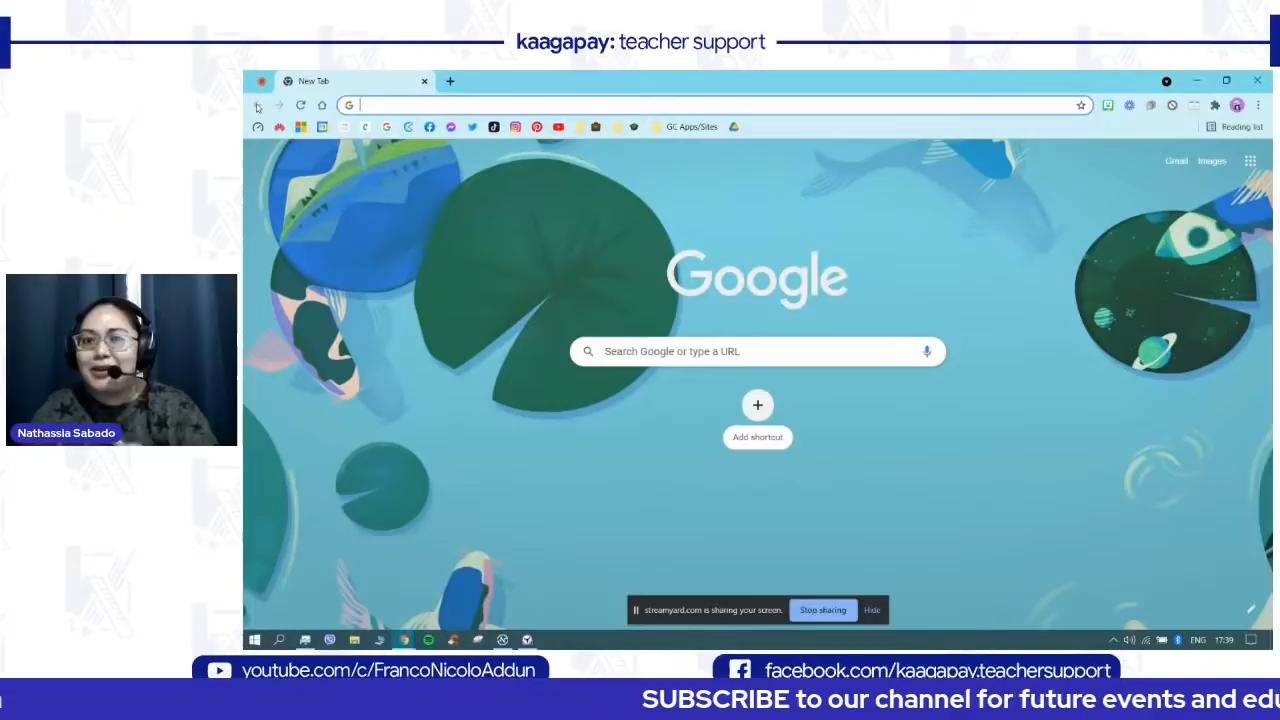 kaagapay: teacher support
New Tab
GC Apps/Sites
Reading list
Gmail Images
Google
Search Google or type a URL
Add shortcut
Nathassia Sabado
streamyard.com is sharing your screen. Stop sharing Hide
ENG 17:39
youtube.com/c/FrancoNicoloAddun
facebook.com/kaagapay.teachersupport
SUBSCRIBE to our channel for future events and edu